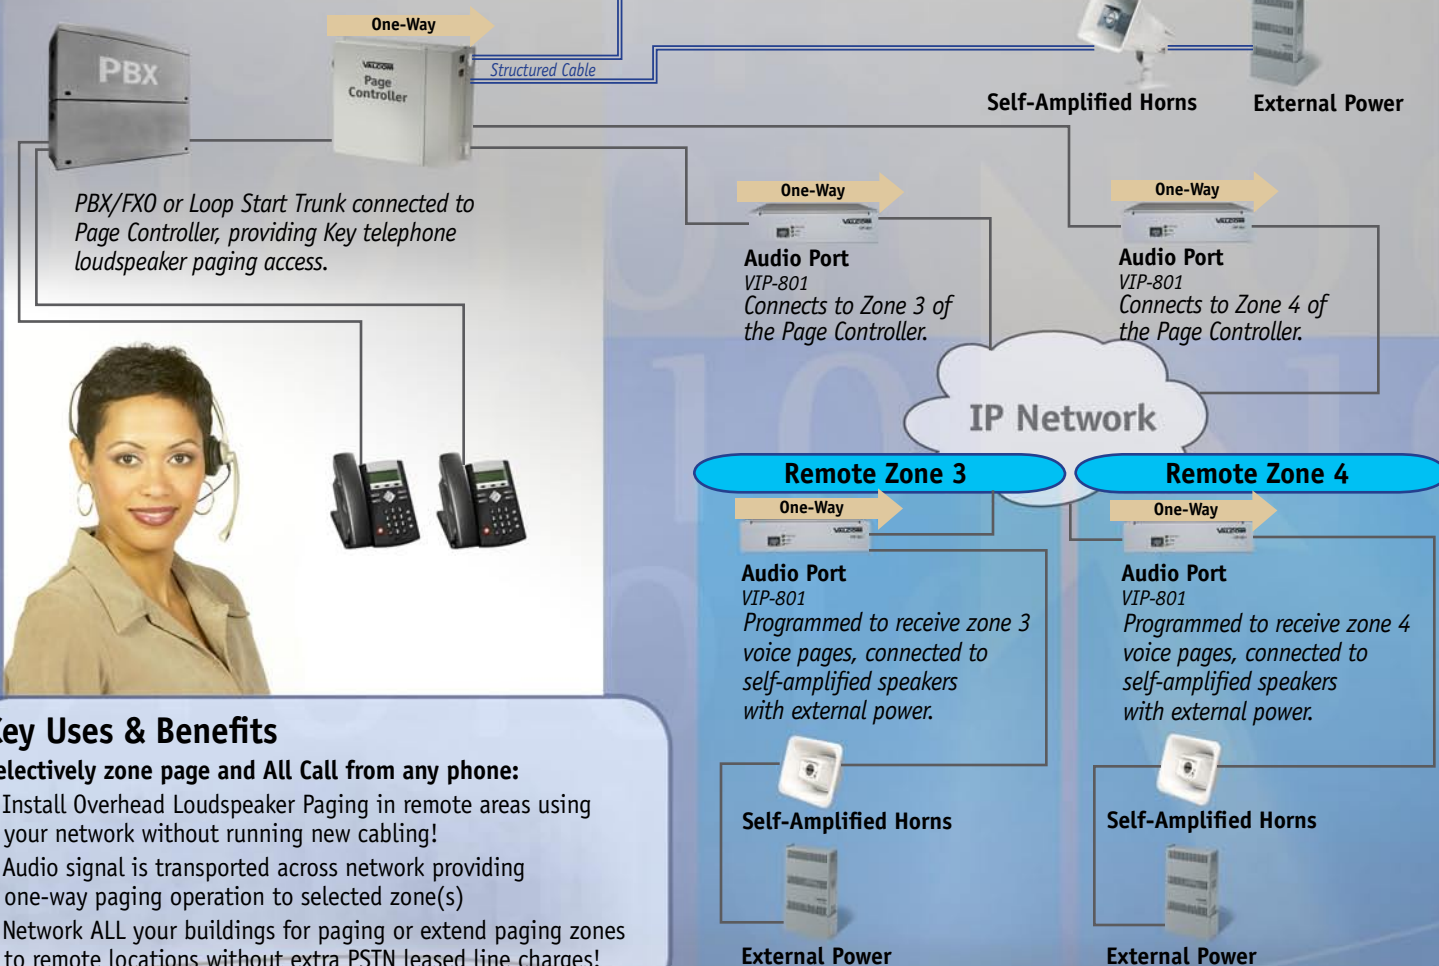 One-Way
PBX
VALCOM
Page
Controller
Structured Cable
Self-Amplified Horns
External Power
PBX/FXO or Loop Start Trunk connected to
Page Controller, providing Key telephone
loudspeaker paging access.
One-Way
VALCOM
Audio Port
VIP-801
Connects to Zone 3 of
the Page Controller.
One-Way
VALCOM
Audio Port
VIP-801
Connects to Zone 4 of
the Page Controller.
IP Network
Remote Zone 3
One-Way
VALCOM
Audio Port
VIP-801
Programmed to receive zone 3
voice pages, connected to
self-amplified speakers
with external power.
Self-Amplified Horns
External Power
Remote Zone 4
One-Way
VALCOM
Audio Port
VIP-801
Programmed to receive zone 4
voice pages, connected to
self-amplified speakers
with external power.
Self-Amplified Horns
External Power
Key Uses & Benefits
electively zone page and All Call from any phone:
Install Overhead Loudspeaker Paging in remote areas using
your network without running new cabling!
Audio signal is transported across network providing
one-way paging operation to selected zone(s)
Network ALL your buildings for paging or extend paging zones
to remote locations without extra PSTN leased line charges!